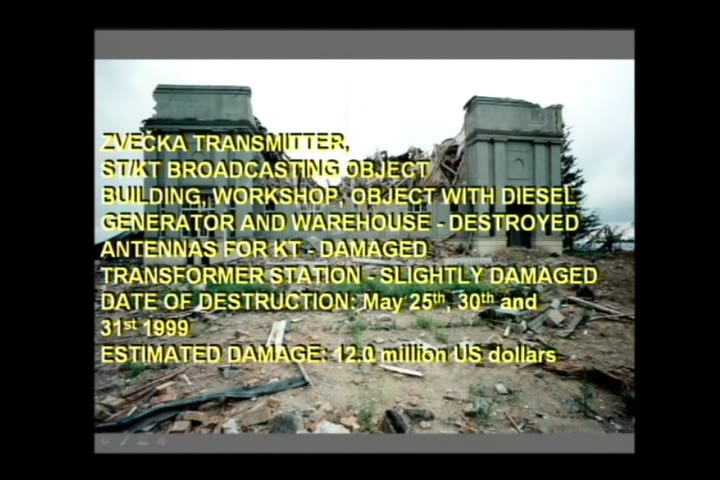 ZVEČKA TRANSMITTER,
ST/KT BROADCASTING OBJECT
BUILDING, WORKSHOP, OBJECT WITH DIESEL
GENERATOR AND WAREHOUSE - DESTROYED
ANTENNAS FOR KT - DAMAGED
TRANSFORMER STATION - SLIGHTLY DAMAGED
DATE OF DESTRUCTION: May 25th, 30th and
31st 1999
ESTIMATED DAMAGE: 12.0 million US dollars